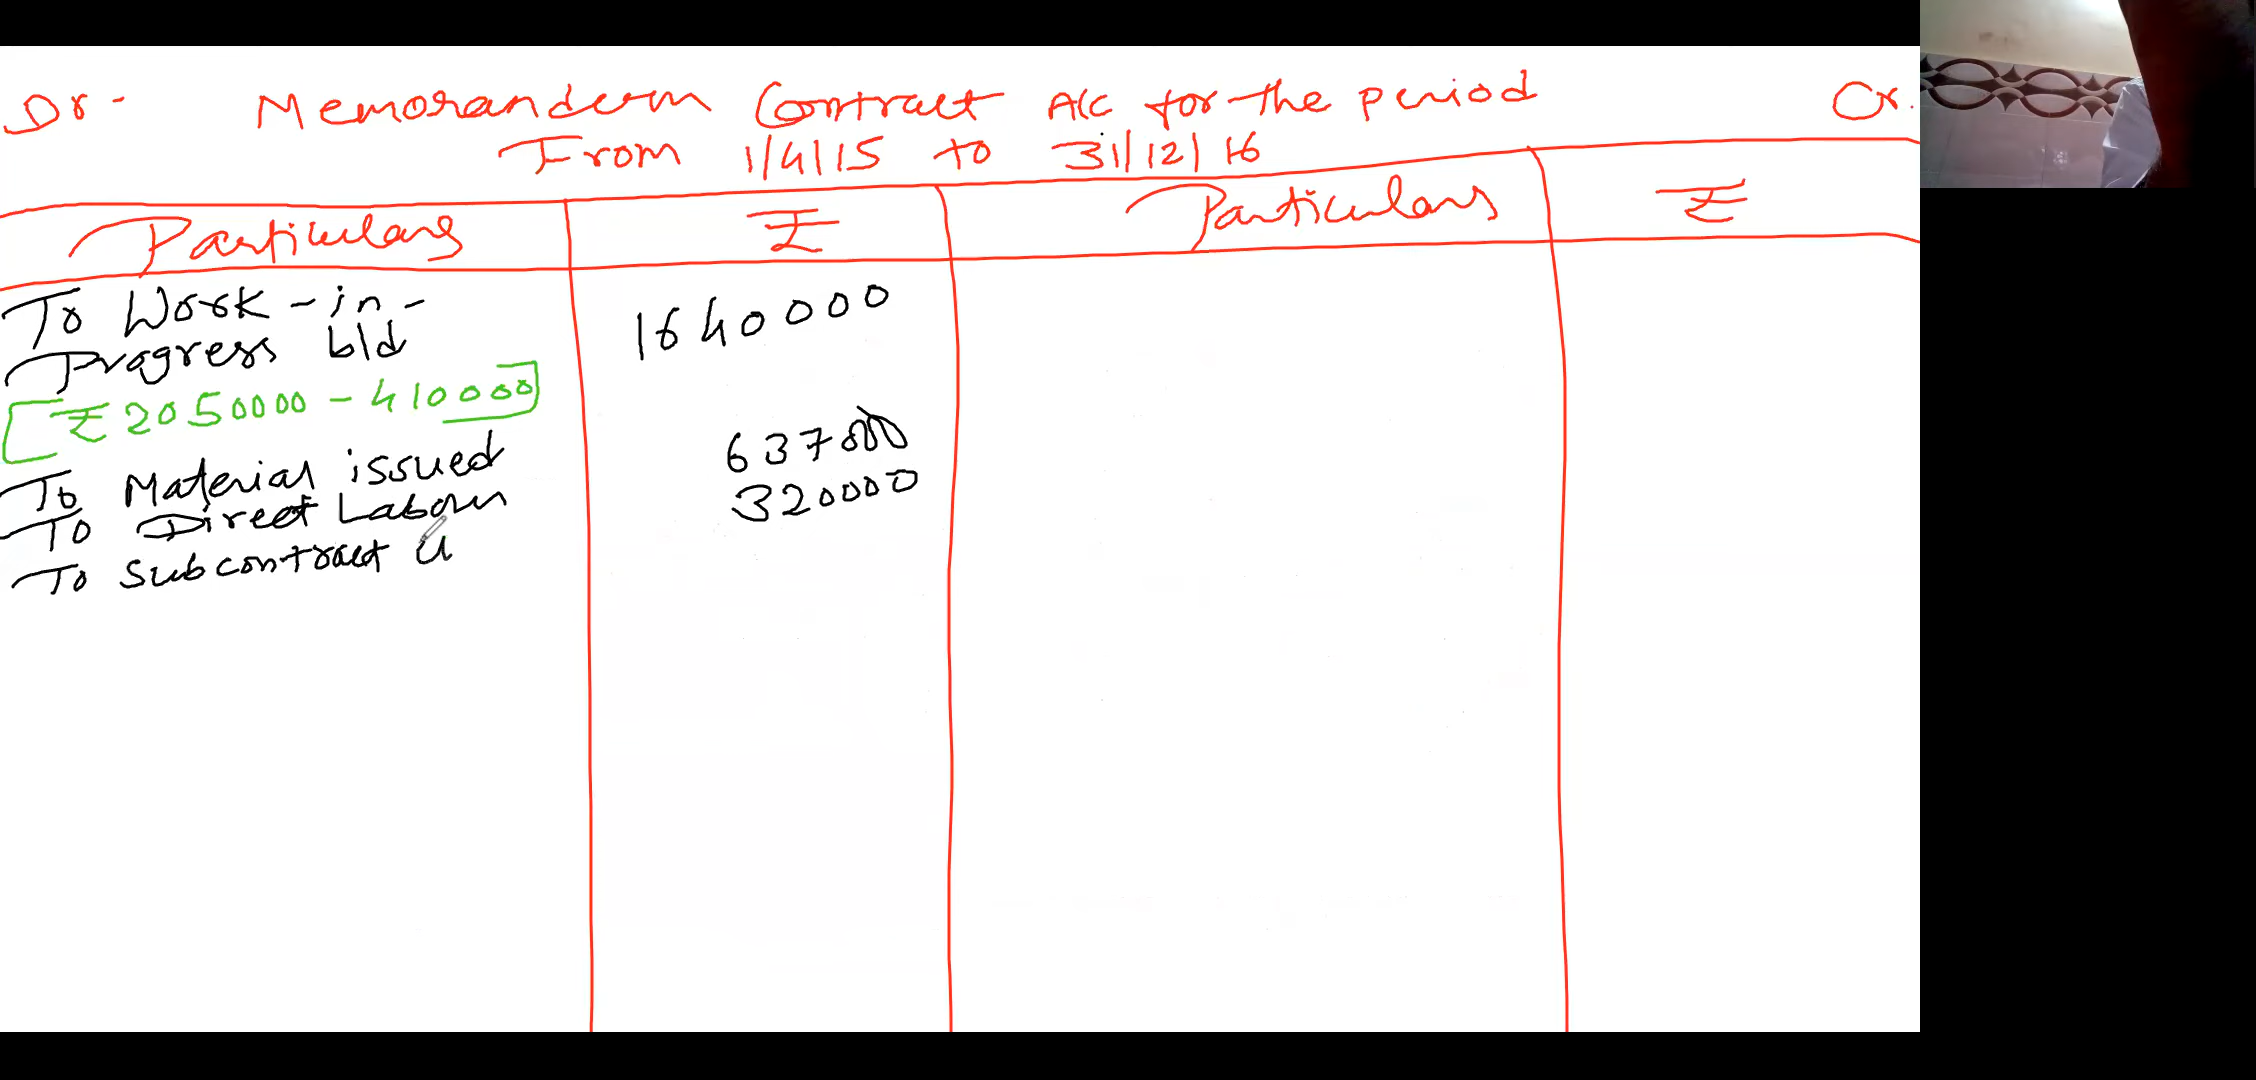 Dr- Memorandum Contract A/C for the period Cr.
From 1/4/15 to 31/12/16
Particulars ₹ Particulars ₹
To Work-in- 1640000
Progress b/d
[₹2050000-410000]
To Material issued 637000
To Direct Labour 320000
To Subcontract